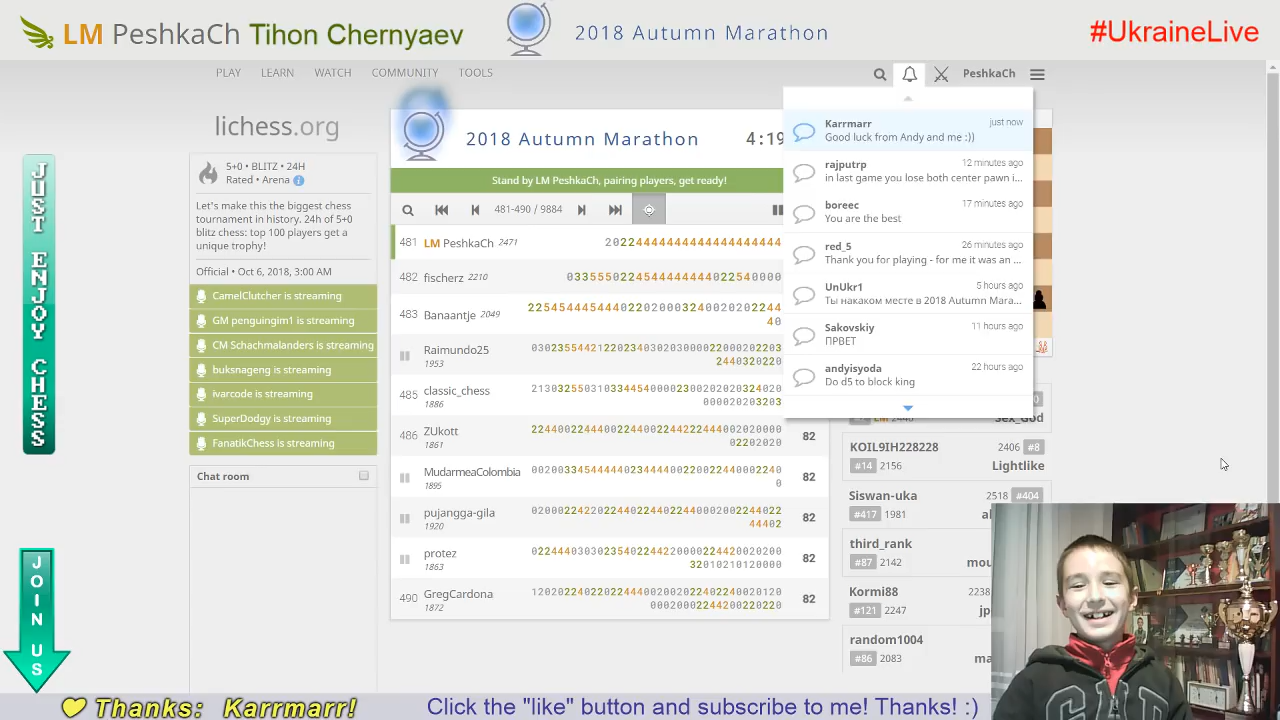 LM PeshkaCh Tihon Chernyaev
2018 Autumn Marathon
#UkraineLive
PLAY LEARN WATCH COMMUNITY TOOLS
PeshkaCh
lichess.org
JUST ENJOY CHESS
JOIN US
5+0 • BLITZ • 24H
Rated • Arena
Let's make this the biggest chess
tournament in history. 24h of 5+0
blitz chess: top 100 players get a
unique trophy!
Official • Oct 6, 2018, 3:00 AM
CamelClutcher is streaming
GM penguingim1 is streaming
CM Schachmalanders is streaming
buksnageng is streaming
ivarcode is streaming
SuperDodgy is streaming
FanatikChess is streaming
Chat room
2018 Autumn Marathon 4:19
Stand by LM PeshkaCh, pairing players, get ready!
481-490 / 9884
481 LM PeshkaCh 2471 20224444444444444444444
482 fischerz 2210
483 Banaantje 2049
Raimundo25
1953
485 classic_chess
1886
486 ZUkott 82
1861
MudarmeaColombia 82
1895
pujangga-gila 82
1920
protez 82
1863
490 GregCardona 82
1872
Karrmarr just now
Good luck from Andy and me :))
rajputrp 12 minutes ago
in last game you lose both center pawn i...
boreec 17 minutes ago
You are the best
red_5 26 minutes ago
Thank you for playing - for me it was an ...
UnUkr1 5 hours ago
Ты накаком месте в 2018 Autumn Mara...
Sakovskiy 11 hours ago
ПРВЕТ
andyisyoda 22 hours ago
Do d5 to block king
Sex_God
KOIL9IH228228 2406 #8
#14 2156 Lightlike
Siswan-uka 2518 #404
#417 1981
third_rank
#87 2142
Kormi88 2238
#121 2247
random1004
#86 2083
Thanks: Karrmarr!
Click the "like" button and subscribe to me! Thanks! :)